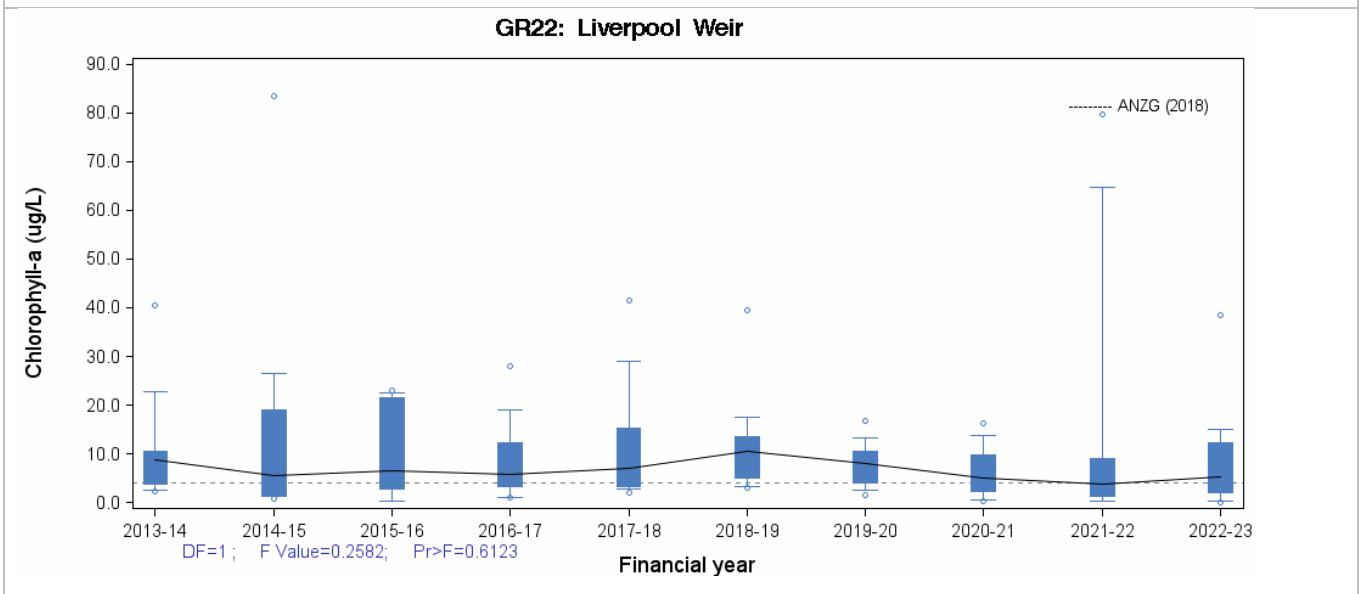 GR22: Liverpool Weir
90.0
80.0
70.0
60.0
50.0
40.0
30.0
20.0
10.0
0.0
Chlorophyll-a (ug/L)
ANZG (2018)
2013-14 2014-15 2015-16 2016-17 2017-18 2018-19 2019-20 2020-21 2021-22 2022-23
DF=1 ; F Value=0.2582; Pr>F=0.6123
Financial year